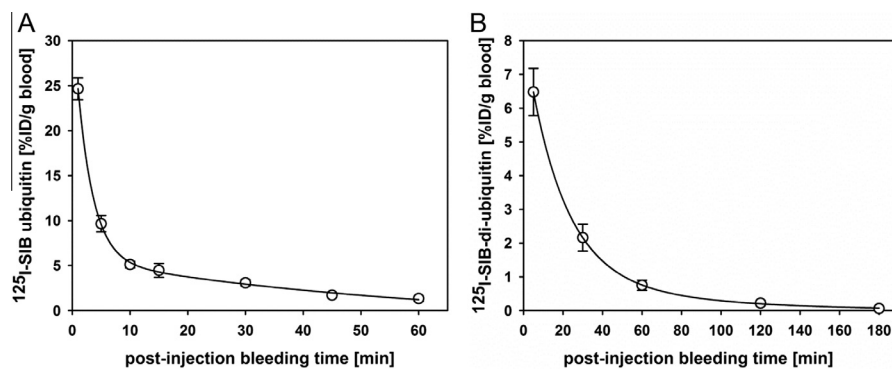 A
B
¹²⁵I-SIB ubiquitin [%ID/g blood]
30
25
20
15
10
5
0
0 10 20 30 40 50 60
post-injection bleeding time [min]
¹²⁵I-SIB-di-ubiquitin [%ID/g blood]
8
7
6
5
4
3
2
1
0
0 20 40 60 80 100 120 140 160 180
post-injection bleeding time [min]